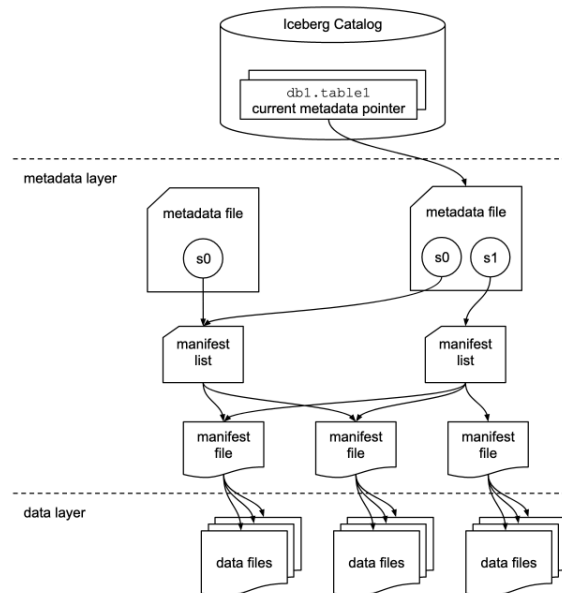 Iceberg Catalog
db1.table1
current metadata pointer
metadata layer
metadata file
s0
metadata file
s0
s1
manifest
list
manifest
list
manifest
file
manifest
file
manifest
file
data layer
data files
data files
data files